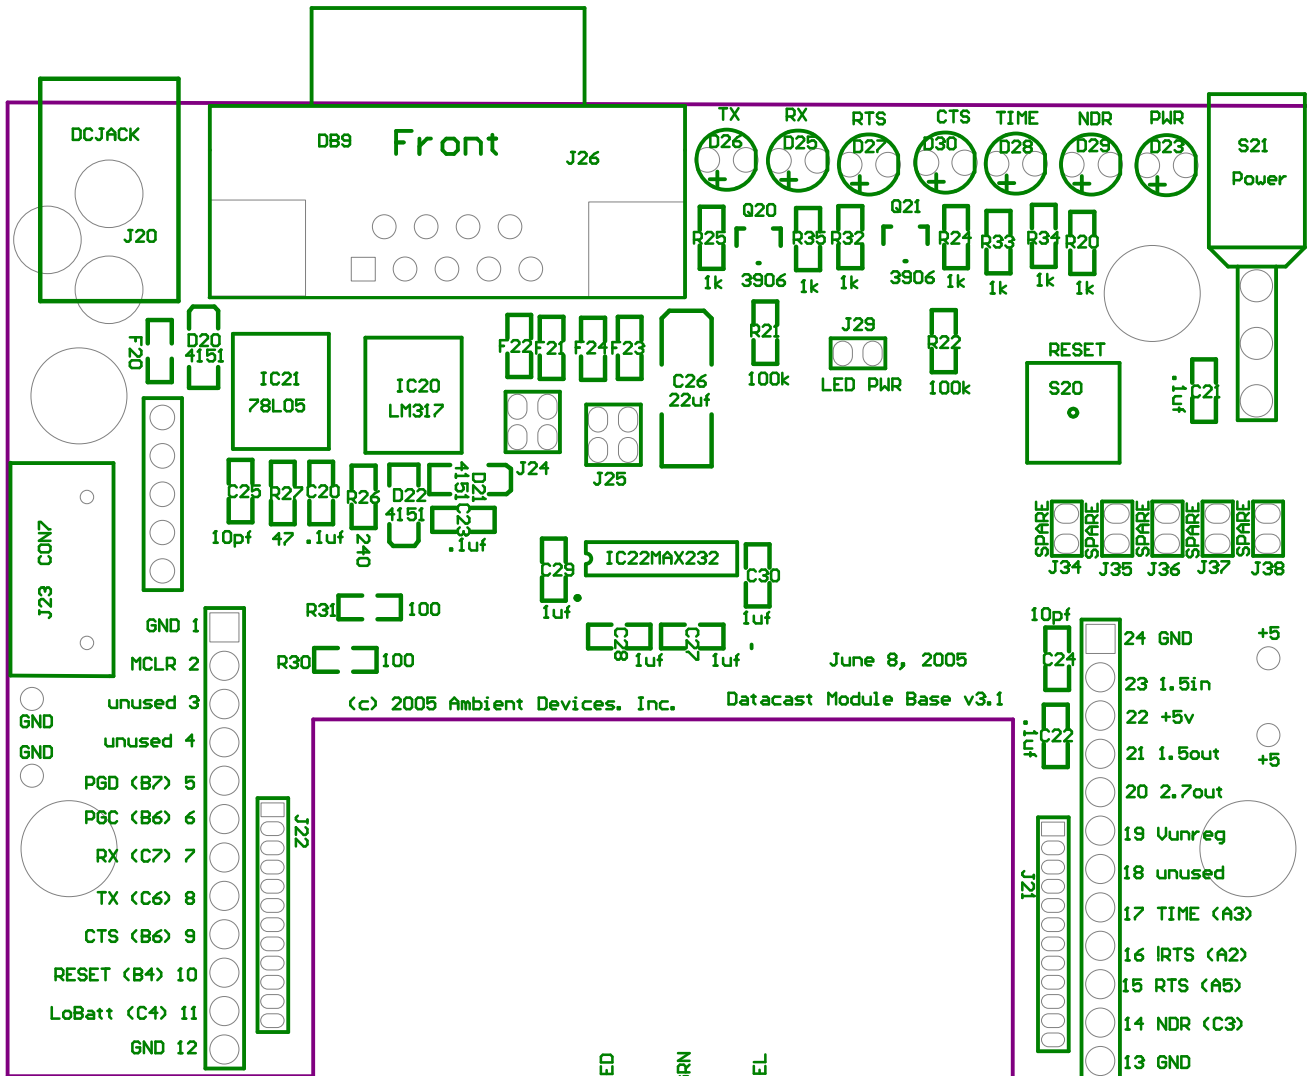 TX
RX
RTS
CTS
TIME
NDR
PWR
DCJACK
DB9
Front
J26
D26
D25
D27
D30
D28
D29
D23
S21
Power
J20
Q20
Q21
R25
R35
R32
R24
R33
R34
R20
3906
3906
1k
1k
1k
1k
1k
1k
1k
F20
D20
4151
IC21
78L05
IC20
LM317
F22
F21
F24
F23
C26
22uf
R21
100k
J29
LED PWR
R22
100k
RESET
S20
.1uf
C21
J24
J25
C25
10pf
R27
47
C20
.1uf
R26
240
D22
4151
4151
D21
C23
.1uf
C29
1uf
IC22MAX232
C30
1uf
SPARE
SPARE
SPARE
SPARE
SPARE
J34
J35
J36
J37
J38
J23 CON7
R31
100
R30
100
C28
1uf
C27
1uf
10pf
C24
C22
.1uf
June 8, 2005
(c) 2005 Ambient Devices. Inc.
Datacast Module Base v3.1
GND 1
MCLR 2
unused 3
unused 4
PGD (B7) 5
PGC (B6) 6
RX (C7) 7
TX (C6) 8
CTS (B6) 9
RESET (B4) 10
LoBatt (C4) 11
GND 12
GND
GND
J22
J21
24 GND
23 1.5in
22 +5v
21 1.5out
20 2.7out
19 Vunreg
18 unused
17 TIME (A3)
16 !RTS (A2)
15 RTS (A5)
14 NDR (C3)
13 GND
+5
+5